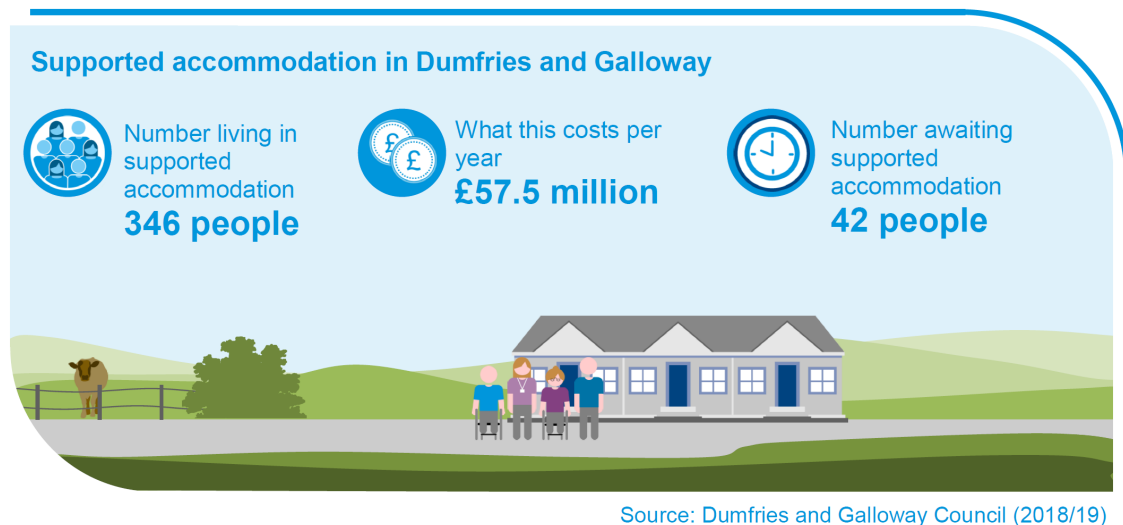 Supported accommodation in Dumfries and Galloway
Number living in
supported
accommodation
346 people
What this costs per
year
£57.5 million
Number awaiting
supported
accommodation
42 people
Source: Dumfries and Galloway Council (2018/19)